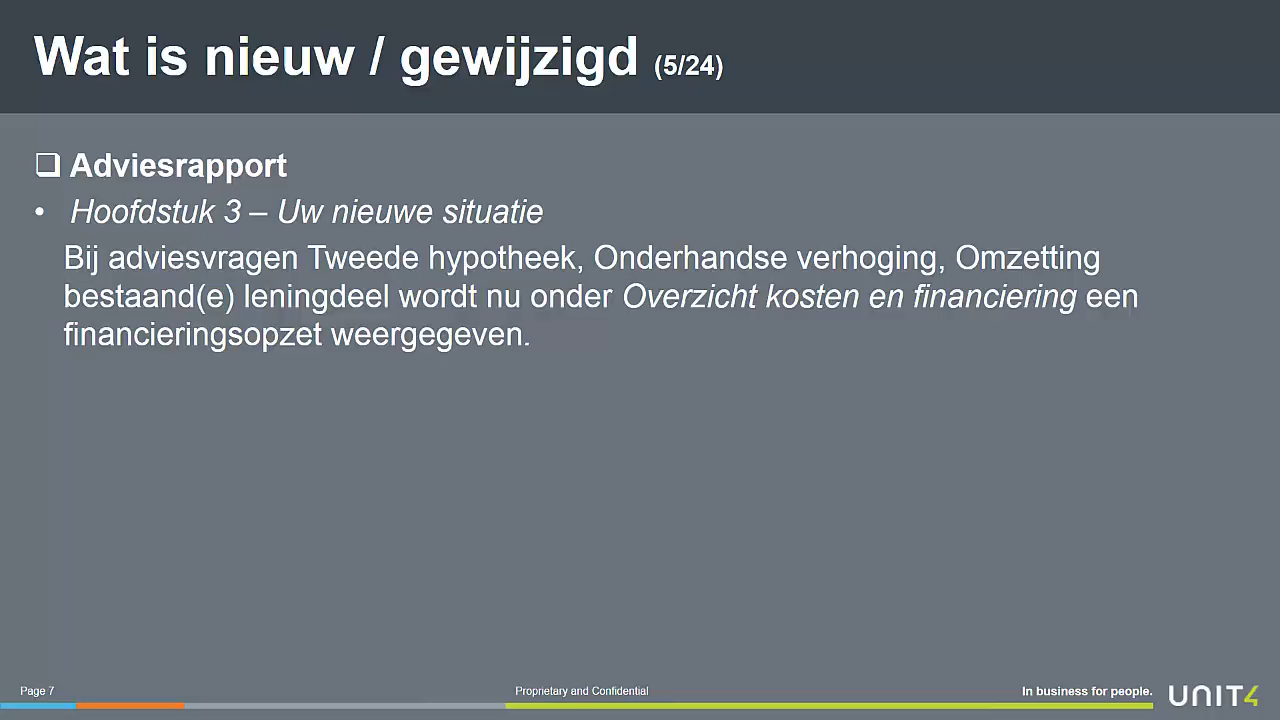 Wat is nieuw / gewijzigd (5/24)
❑ Adviesrapport
• Hoofdstuk 3 – Uw nieuwe situatie
Bij adviesvragen Tweede hypotheek, Onderhandse verhoging, Omzetting
bestaand(e) leningdeel wordt nu onder Overzicht kosten en financiering een
financieringsopzet weergegeven.
Page 7
Proprietary and Confidential
In business for people.
UNIT4